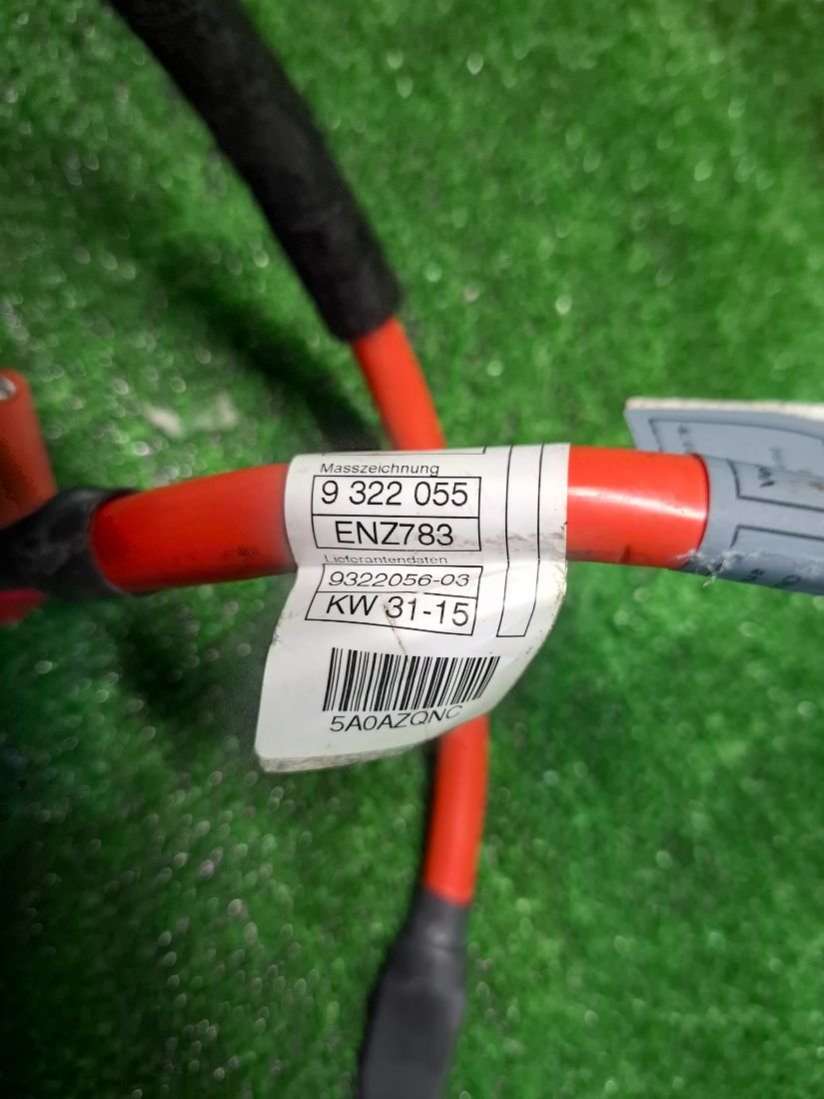 Masszeichnung
9 322 055
ENZ783
Lieferantendaten
9322056-03
KW 31-15
5A0AZQNC